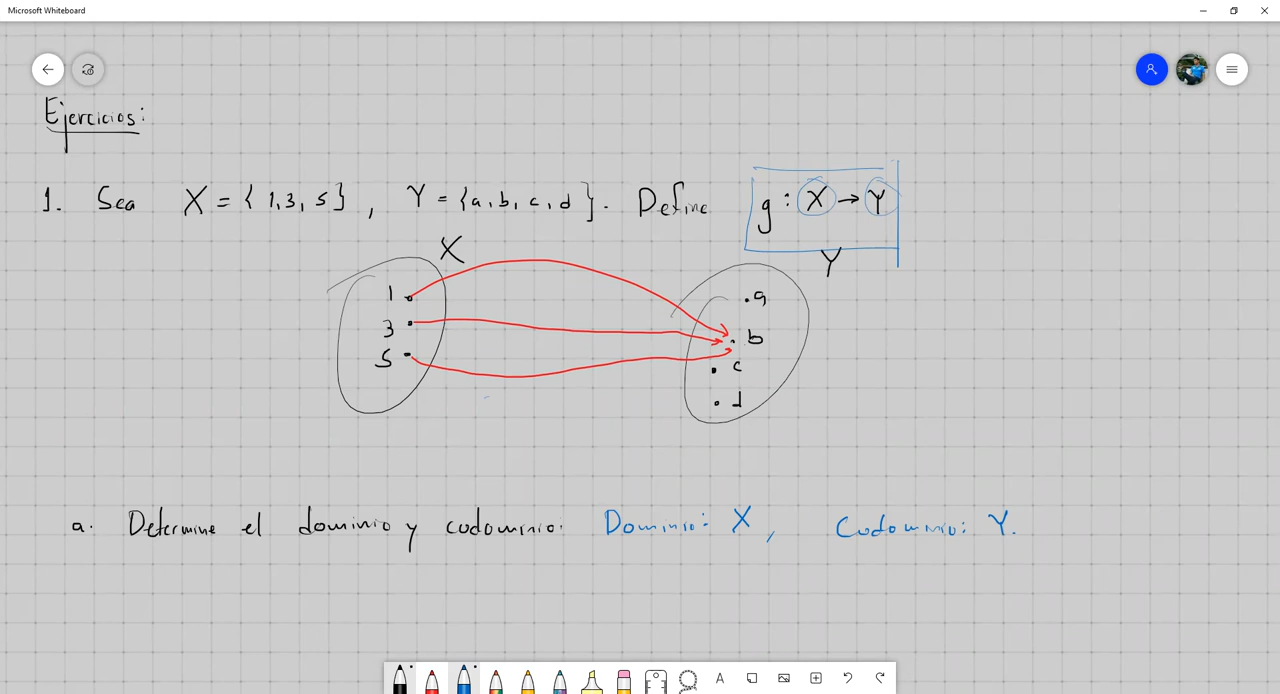 Microsoft Whiteboard
Ejercicios:
1. Sea X = { 1, 3, 5 } , Y = {a, b, c, d }. Define g : X → Y
X Y
1 a
3 b
5 c
d
a. Determine el dominio y codominio. Dominio: X , Codominio: Y.
A